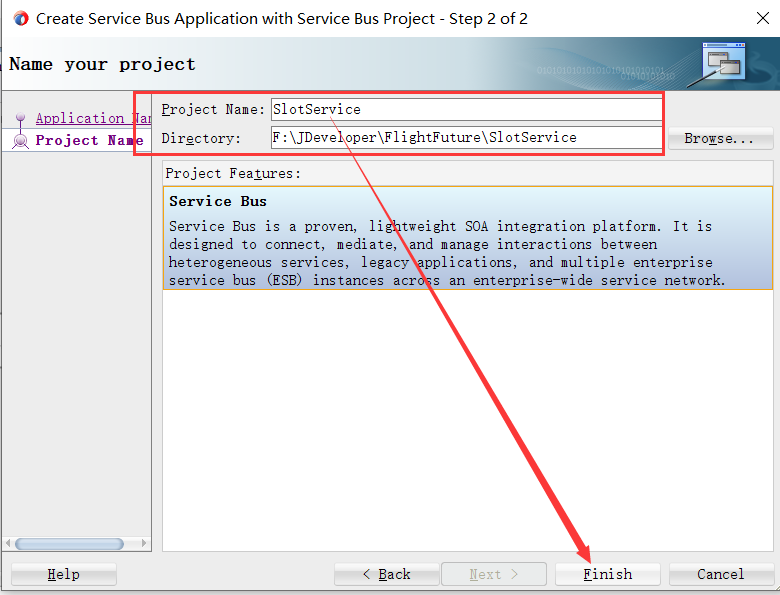 Create Service Bus Application with Service Bus Project - Step 2 of 2
Name your project
Application Nam
Project Name
Project Name: SlotService
Directory: F:\JDeveloper\FlightFuture\SlotService
Browse...
Project Features:
Service Bus
Service Bus is a proven, lightweight SOA integration platform. It is
designed to connect, mediate, and manage interactions between
heterogeneous services, legacy applications, and multiple enterprise
service bus (ESB) instances across an enterprise-wide service network.
Help
< Back
Next >
Finish
Cancel